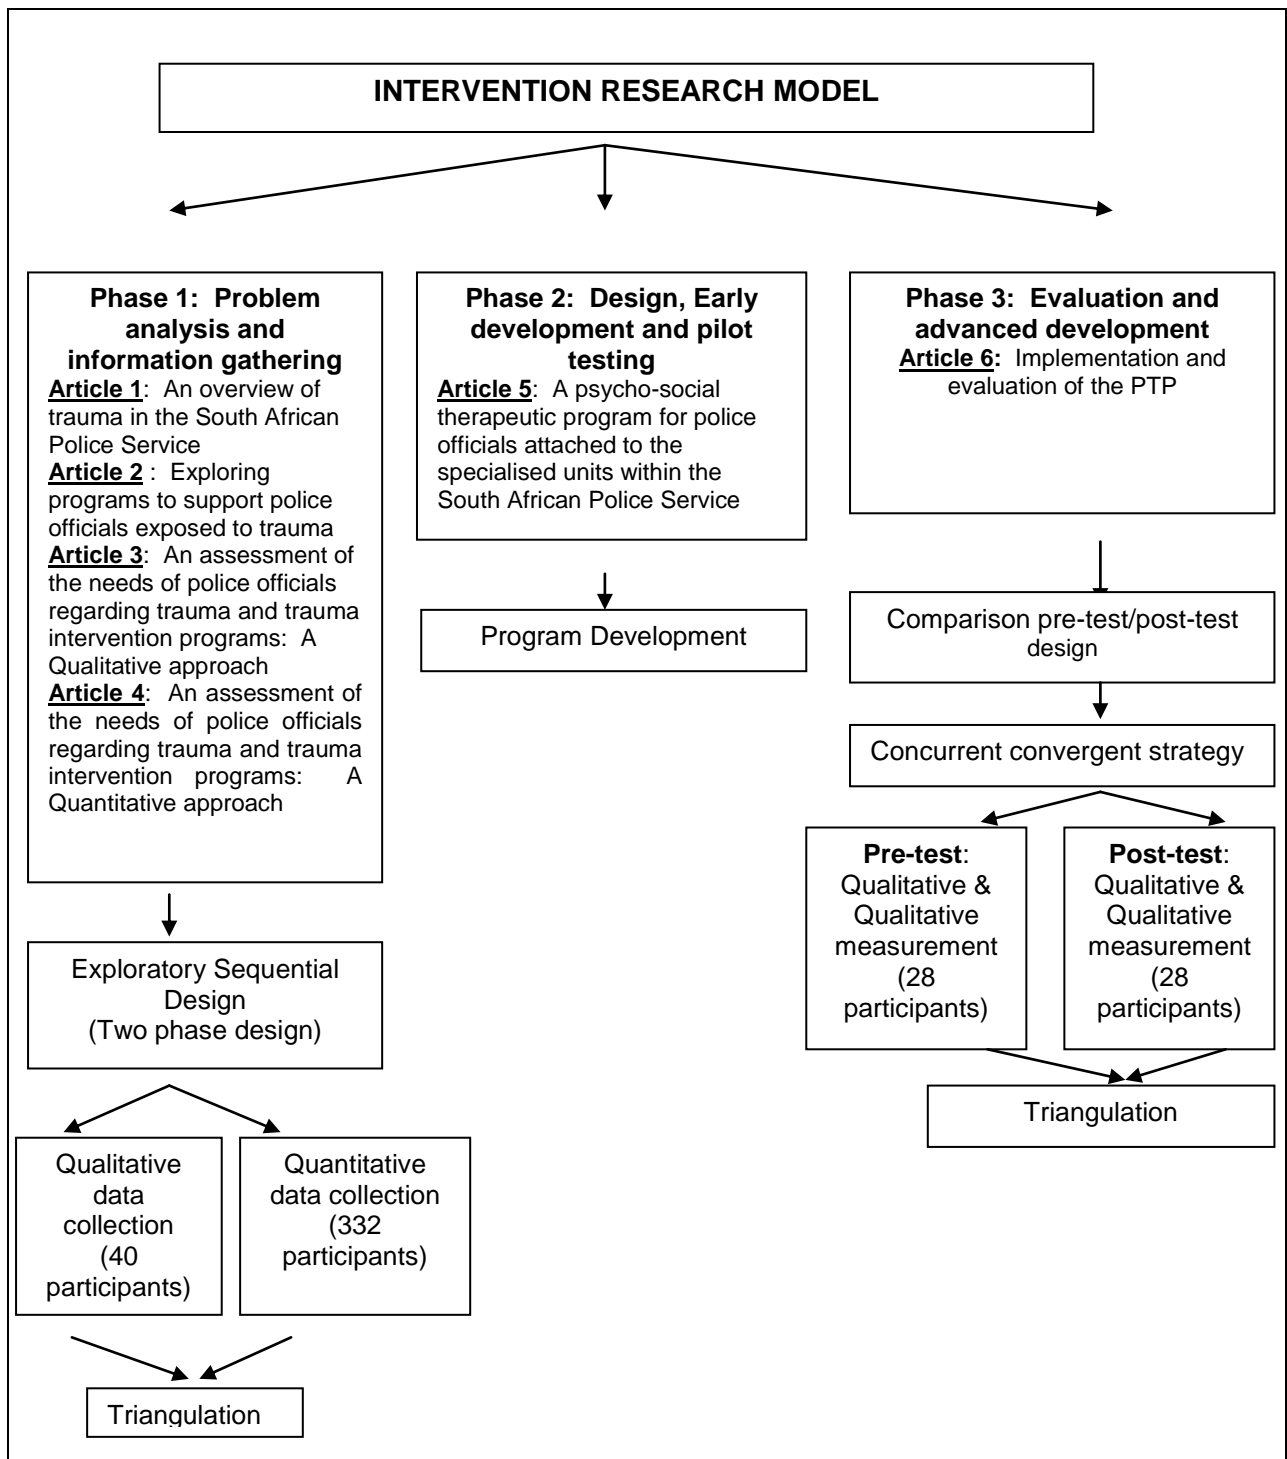 INTERVENTION RESEARCH MODEL
Phase 1: Problem
analysis and
information gathering
Article 1: An overview of
trauma in the South African
Police Service
Article 2 : Exploring
programs to support police
officials exposed to trauma
Article 3: An assessment of
the needs of police officials
regarding trauma and trauma
intervention programs: A
Qualitative approach
Article 4: An assessment of
the needs of police officials
regarding trauma and trauma
intervention programs: A
Quantitative approach
Phase 2: Design, Early
development and pilot
testing
Article 5: A psycho-social
therapeutic program for police
officials attached to the
specialised units within the
South African Police Service
Phase 3: Evaluation and
advanced development
Article 6: Implementation and
evaluation of the PTP
Program Development
Comparison pre-test/post-test
design
Concurrent convergent strategy
Pre-test:
Qualitative &
Qualitative
measurement
(28
participants)
Post-test:
Qualitative &
Qualitative
measurement
(28
participants)
Triangulation
Exploratory Sequential
Design
(Two phase design)
Qualitative
data
collection
(40
participants)
Quantitative
data collection
(332
participants)
Triangulation